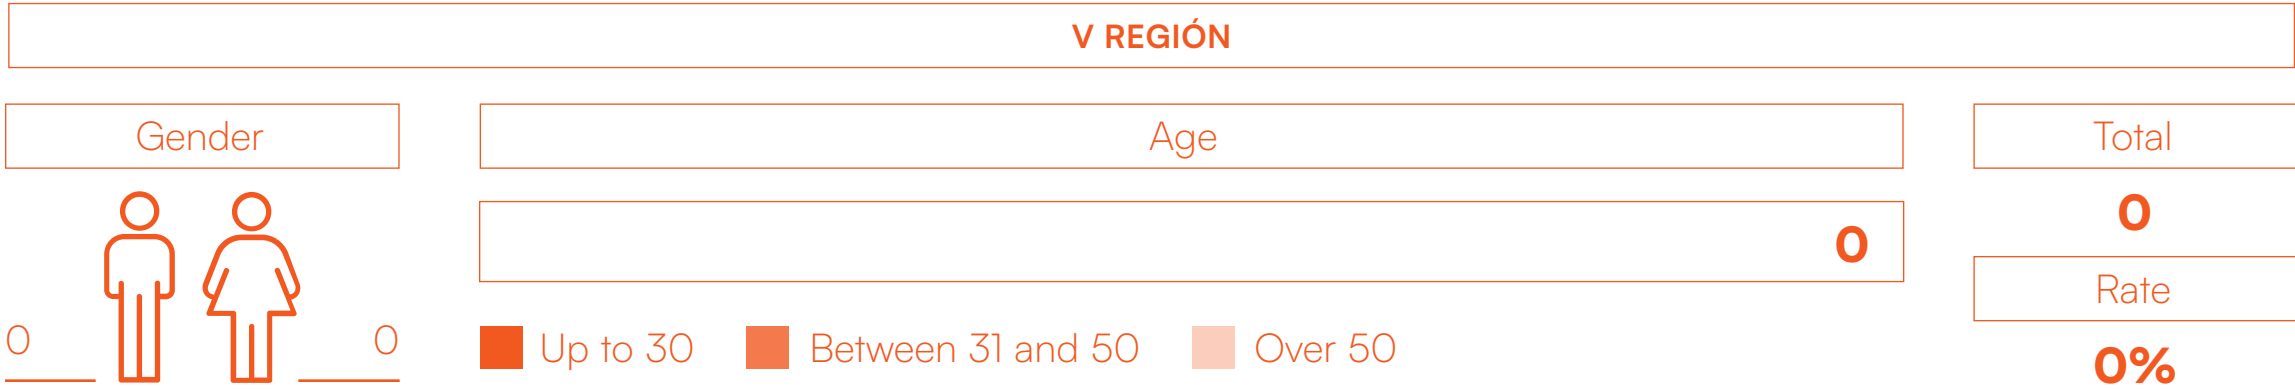 V REGIÓN
Gender
Age
Total
0
0
0
0
Rate
0%
Up to 30
Between 31 and 50
Over 50